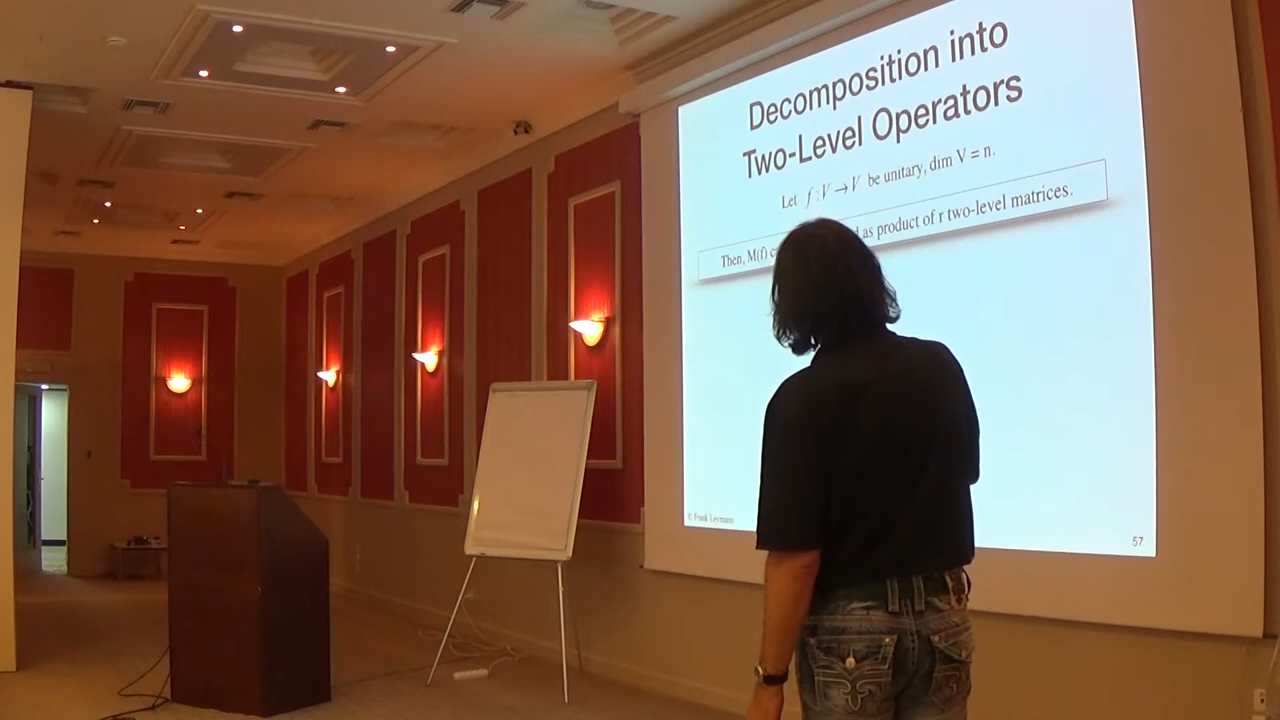 Decomposition into
Two-Level Operators
Let f : V → V be unitary, dim V = n.
Then, M(f) as product of r two-level matrices.
© Frank Leymann
57